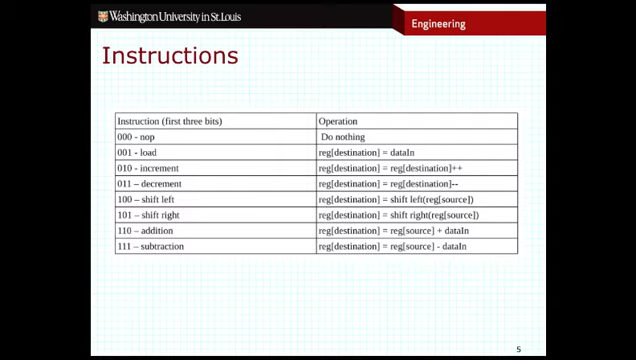 Washington University in St. Louis
Engineering
Instructions
Instruction (first three bits) Operation
000 - nop Do nothing
001 - load reg[destination] = dataIn
010 - increment reg[destination] = reg[destination]++
011 – decrement reg[destination] = reg[destination]--
100 – shift left reg[destination] = shift left(reg[source])
101 – shift right reg[destination] = shift right(reg[source])
110 – addition reg[destination] = reg[source] + dataIn
111 – subtraction reg[destination] = reg[source] - dataIn
5